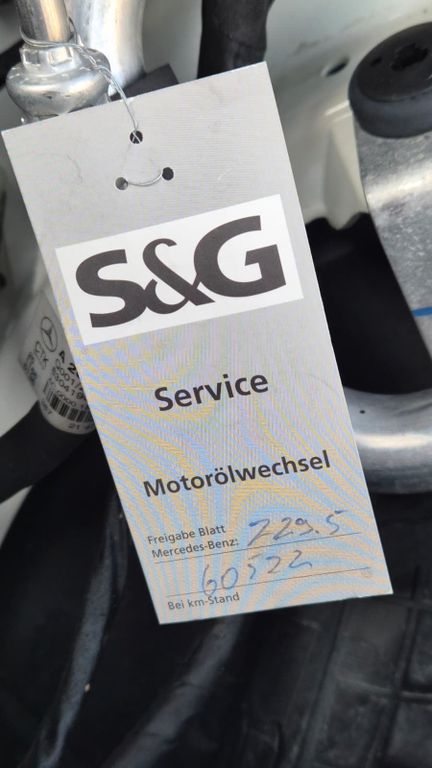 S&G
Service
Motorölwechsel
Freigabe Blatt
Mercedes-Benz: 229.5
60522
Bei km-Stand